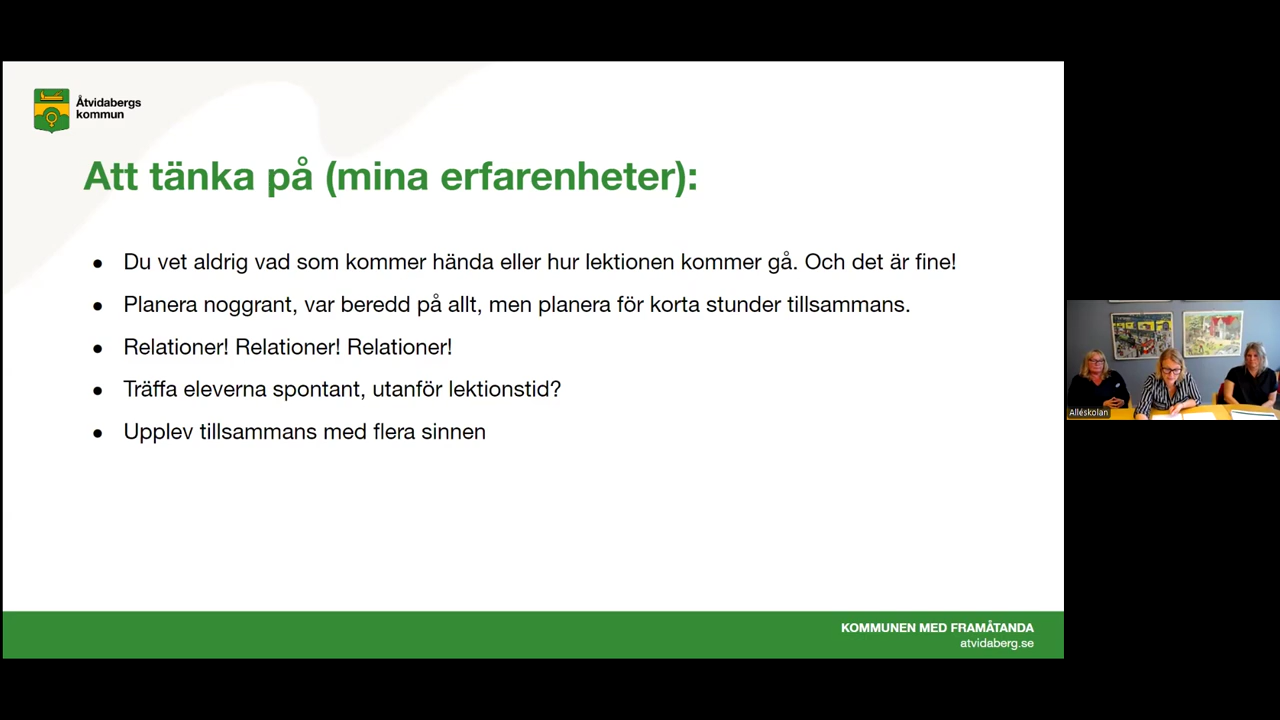 Åtvidabergs
kommun
Att tänka på (mina erfarenheter):
● Du vet aldrig vad som kommer hända eller hur lektionen kommer gå. Och det är fine!
● Planera noggrant, var beredd på allt, men planera för korta stunder tillsammans.
● Relationer! Relationer! Relationer!
● Träffa eleverna spontant, utanför lektionstid?
● Upplev tillsammans med flera sinnen
Alléskolan
KOMMUNEN MED FRAMÅTANDA
atvidaberg.se